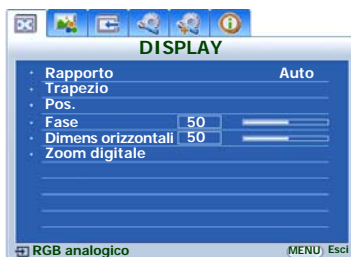 DISPLAY
Rapporto Auto
Trapezio
Pos.
Fase 50
Dimens orizzontali 50
Zoom digitale
RGB analogico MENU Esci